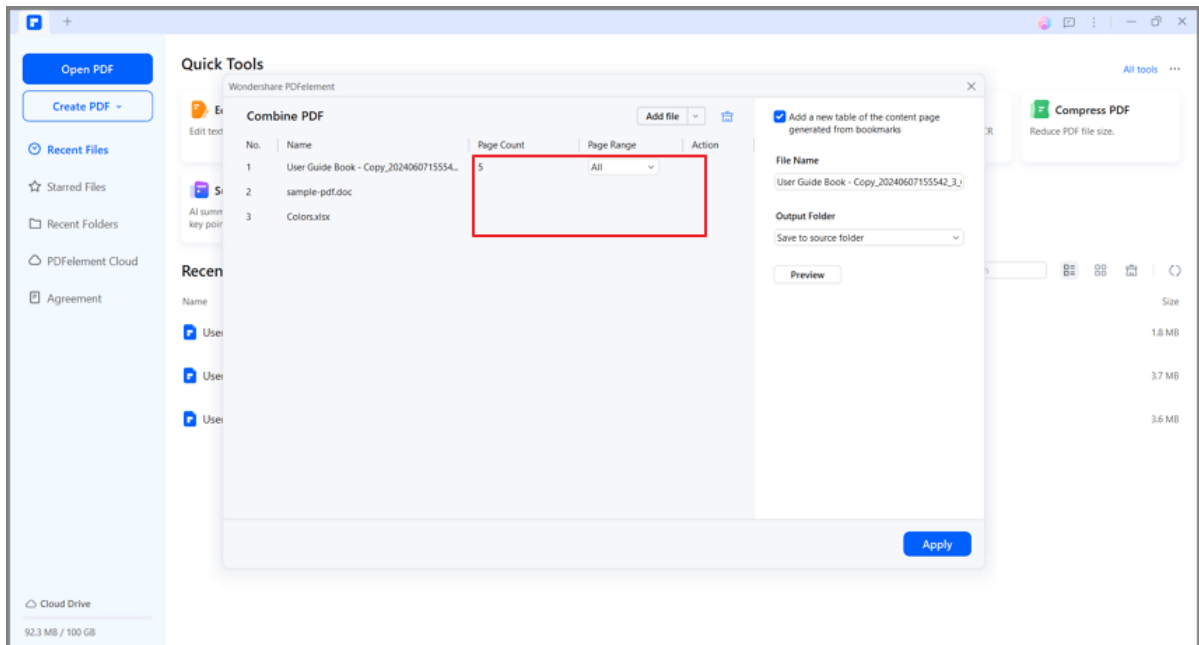 Open PDF
Create PDF
Recent Files
Starred Files
Recent Folders
PDFelement Cloud
Agreement
Cloud Drive
92.3 MB / 100 GB
Quick Tools
All tools
Edit text
Compress PDF
Reduce PDF file size.
AI summ
key poin
Recen
Name
Size
User
1.8 MB
User
3.7 MB
User
3.6 MB
Wondershare PDFelement
Combine PDF
Add file
No. Name Page Count Page Range Action
1 User Guide Book - Copy_2024060715554... 5 All
2 sample-pdf.doc
3 Colors.xlsx
Add a new table of the content page
generated from bookmarks
File Name
User Guide Book - Copy_20240607155542_3_
Output Folder
Save to source folder
Preview
Apply